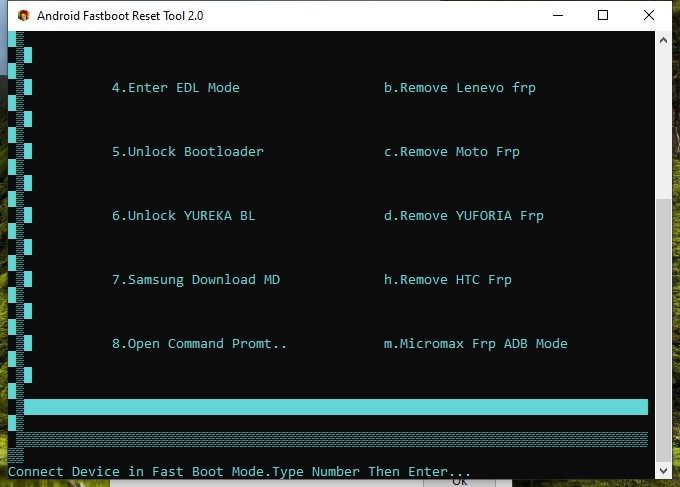 Android Fastboot Reset Tool 2.0
4.Enter EDL Mode b.Remove Lenevo frp
5.Unlock Bootloader c.Remove Moto Frp
6.Unlock YUREKA BL d.Remove YUFORIA Frp
7.Samsung Download MD h.Remove HTC Frp
8.Open Command Promt.. m.Micromax Frp ADB Mode
Connect Device in Fast Boot Mode.Type Number Then Enter...
Ok